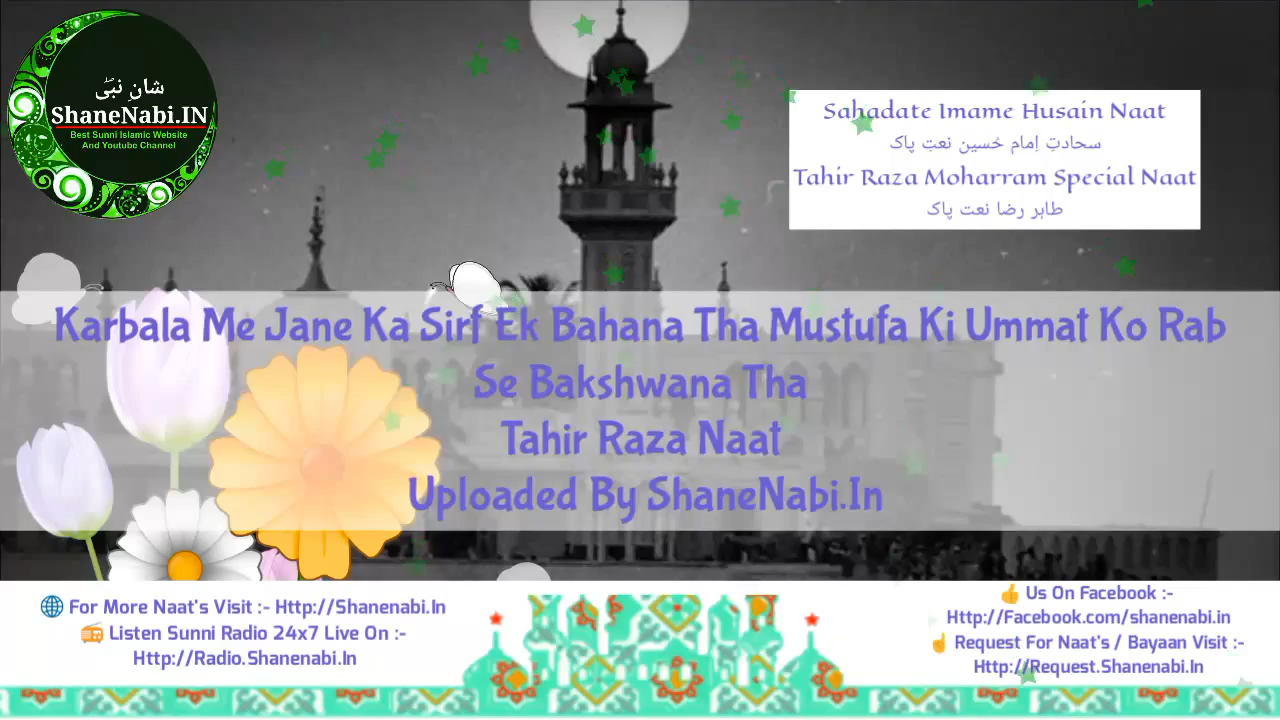 شانِ نبیؐ
ShaneNabi.IN
Best Sunni Islamic Website
And Youtube Channel
Sahadate Imame Husain Naat
سحادتِ اِمام حُسین نعتِ پاک
Tahir Raza Moharram Special Naat
طاہر رضا نعت پاک
Karbala Me Jane Ka Sirf Ek Bahana Tha Mustufa Ki Ummat Ko Rab
Se Bakshwana Tha
Tahir Raza Naat
Uploaded By ShaneNabi.In
🌐 For More Naat's Visit :- Http://Shanenabi.In
📻 Listen Sunni Radio 24x7 Live On :-
Http://Radio.Shanenabi.In
👍 Us On Facebook :-
Http://Facebook.com/shanenabi.in
☝ Request For Naat's / Bayaan Visit :-
Http://Request.Shanenabi.In